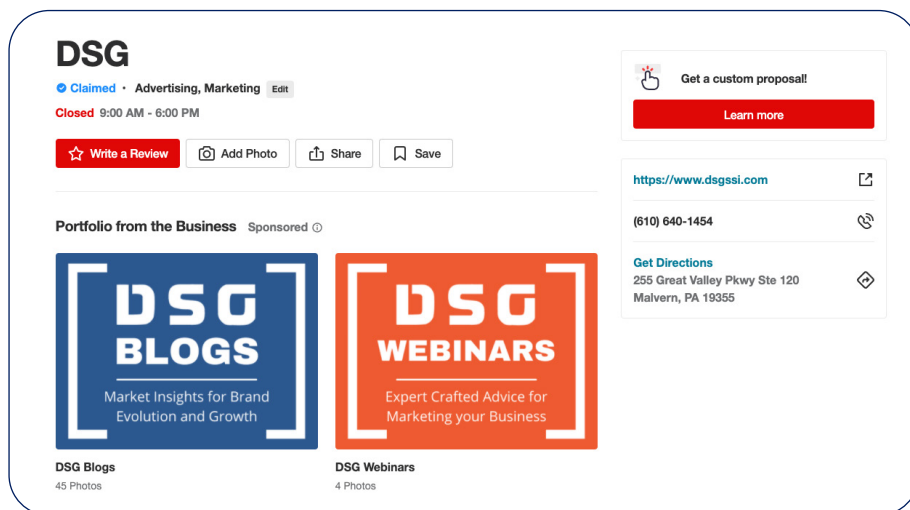 DSG
Claimed • Advertising, Marketing Edit
Closed 9:00 AM - 6:00 PM
Write a Review
Add Photo
Share
Save
Portfolio from the Business Sponsored
DSG
BLOGS
Market Insights for Brand
Evolution and Growth
DSG Blogs
45 Photos
DSG
WEBINARS
Expert Crafted Advice for
Marketing your Business
DSG Webinars
4 Photos
Get a custom proposal!
Learn more
https://www.dsgssi.com
(610) 640-1454
Get Directions
255 Great Valley Pkwy Ste 120
Malvern, PA 19355